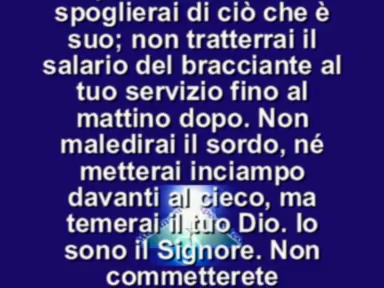 spoglierai di ciò che è
suo; non tratterrai il
salario del bracciante al
tuo servizio fino al
mattino dopo. Non
maledirai il sordo, né
metterai inciampo
davanti al cieco, ma
temerai il tuo Dio. Io
sono il Signore. Non
commetterete